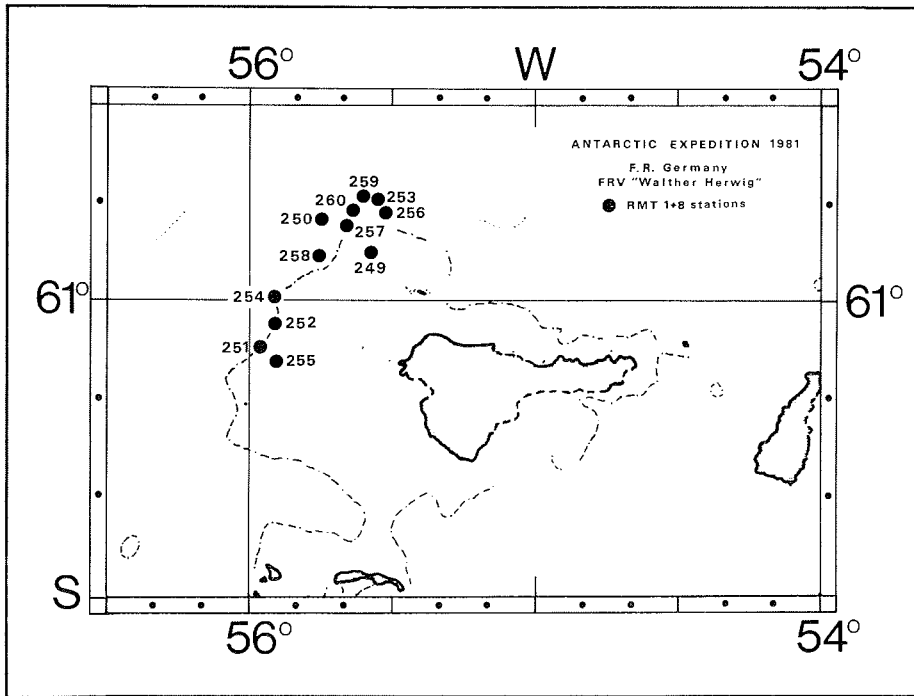 56° W 54°
ANTARCTIC EXPEDITION 1981
F.R. Germany
FRV "Walther Herwig"
RMT 1+8 stations
259
260 253
250 256
257
258
249
254
61° 61°
252
251
255
S
56° 54°